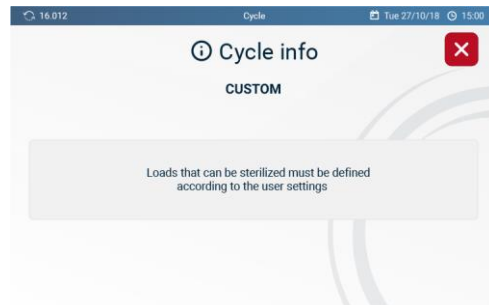 16.012 Cycle Tue 27/10/18 15:00
Cycle info
CUSTOM
Loads that can be sterilized must be defined
according to the user settings